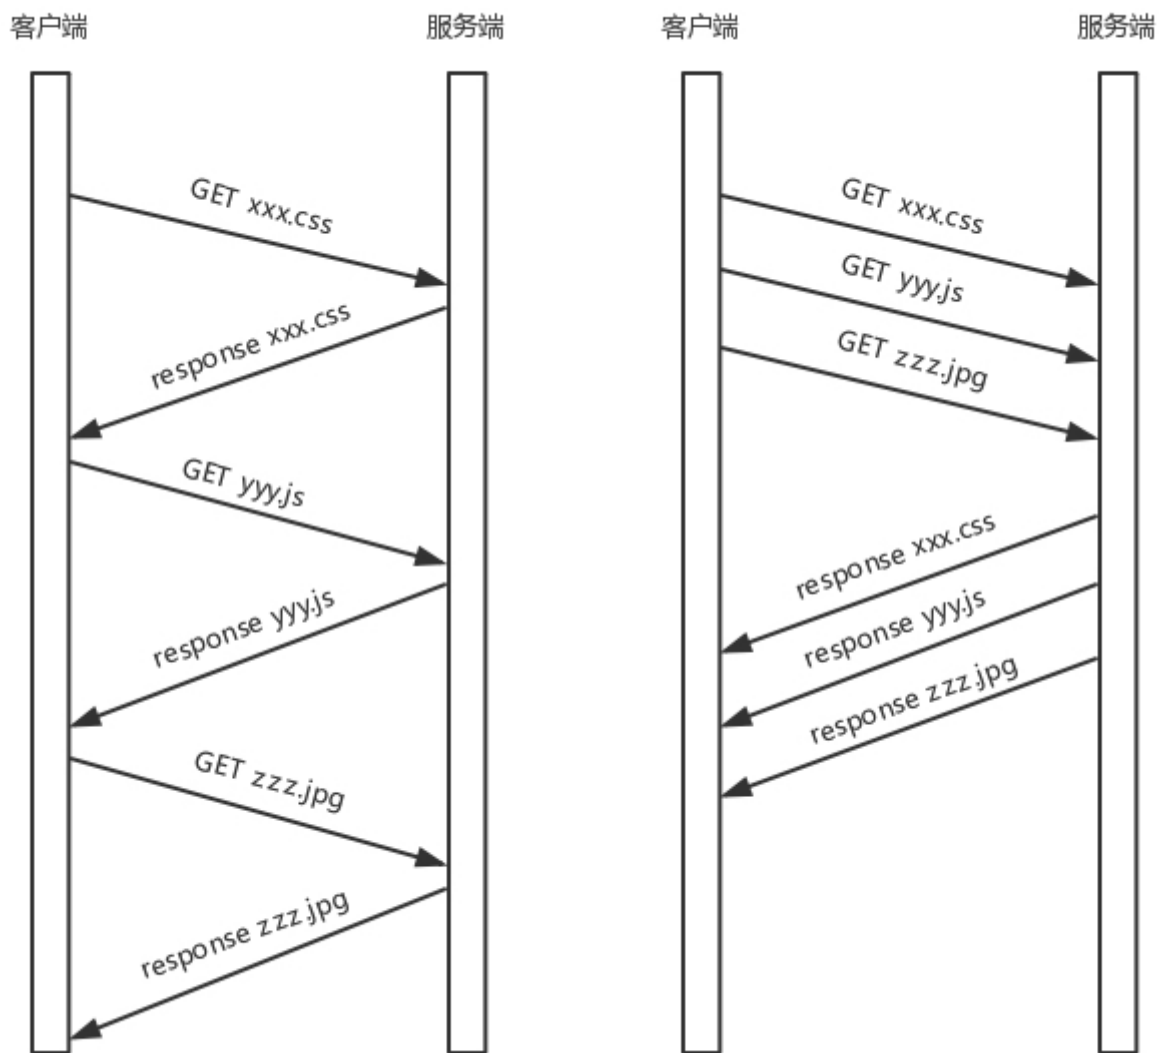 客户端
服务端
GET xxx.css
response xxx.css
GET yyy.js
response yyy.js
GET zzz.jpg
response zzz.jpg
客户端
服务端
GET xxx.css
GET yyy.js
GET zzz.jpg
response xxx.css
response yyy.js
response zzz.jpg